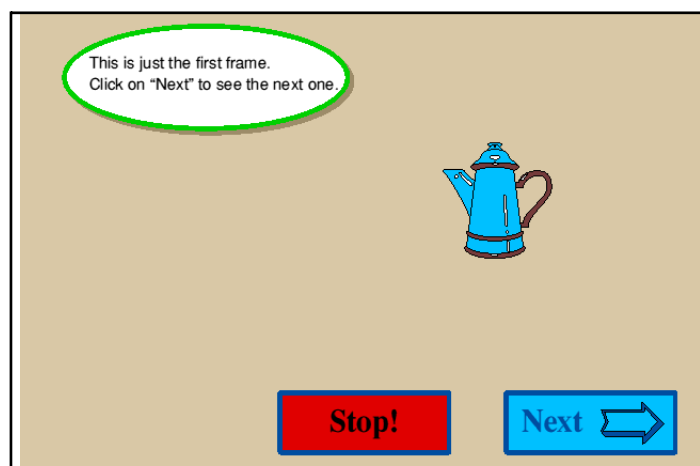 This is just the first frame.
Click on “Next” to see the next one.
Stop!
Next